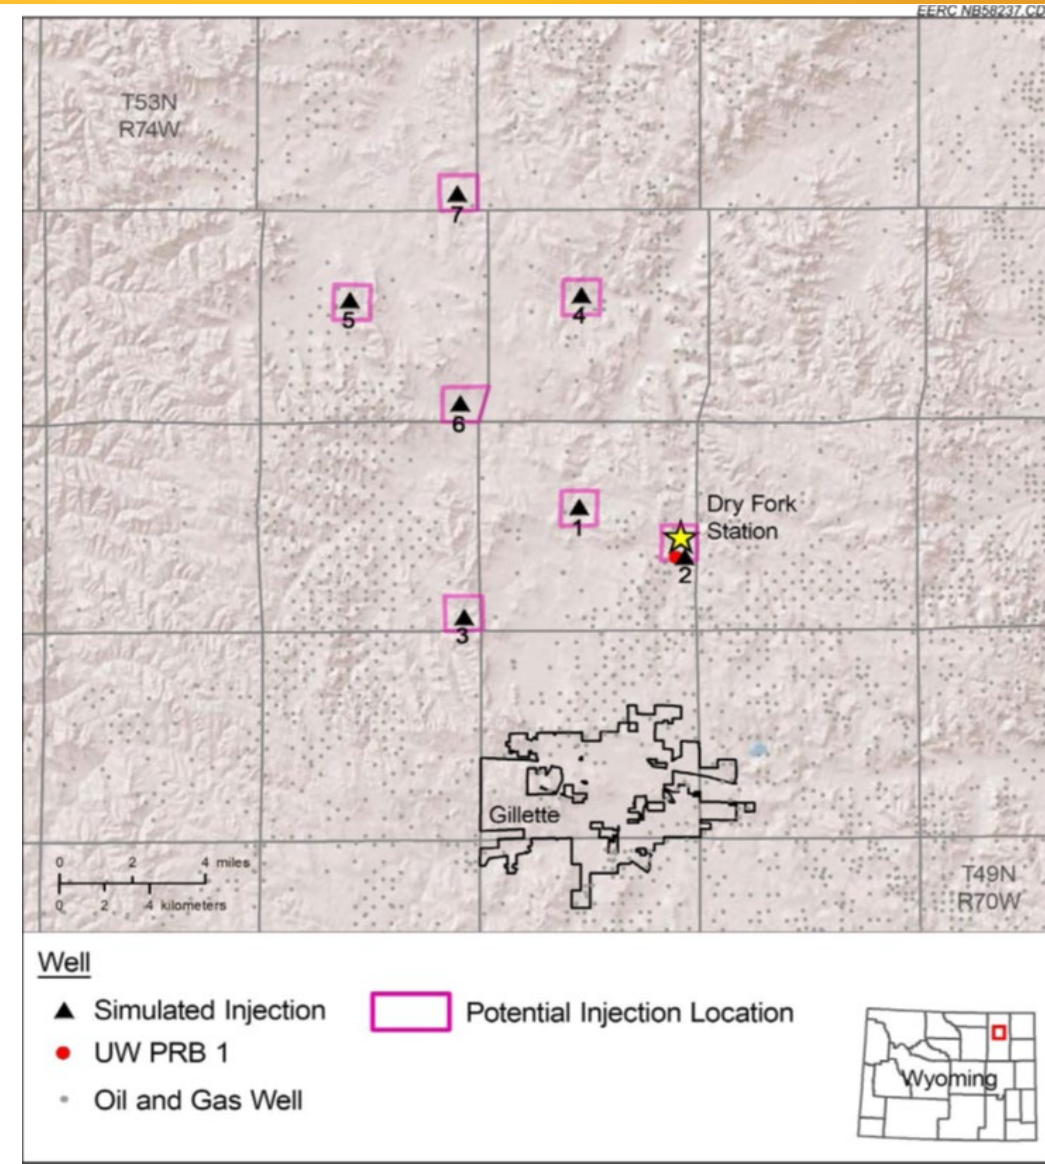 EERC NB58237.CD
T53N
R74W
7
5
4
6
1
Dry Fork
Station
2
3
Gillette
0 2 4 miles
0 2 4 kilometers
T49N
R70W
Well
Simulated Injection
Potential Injection Location
UW PRB 1
Oil and Gas Well
Wyoming